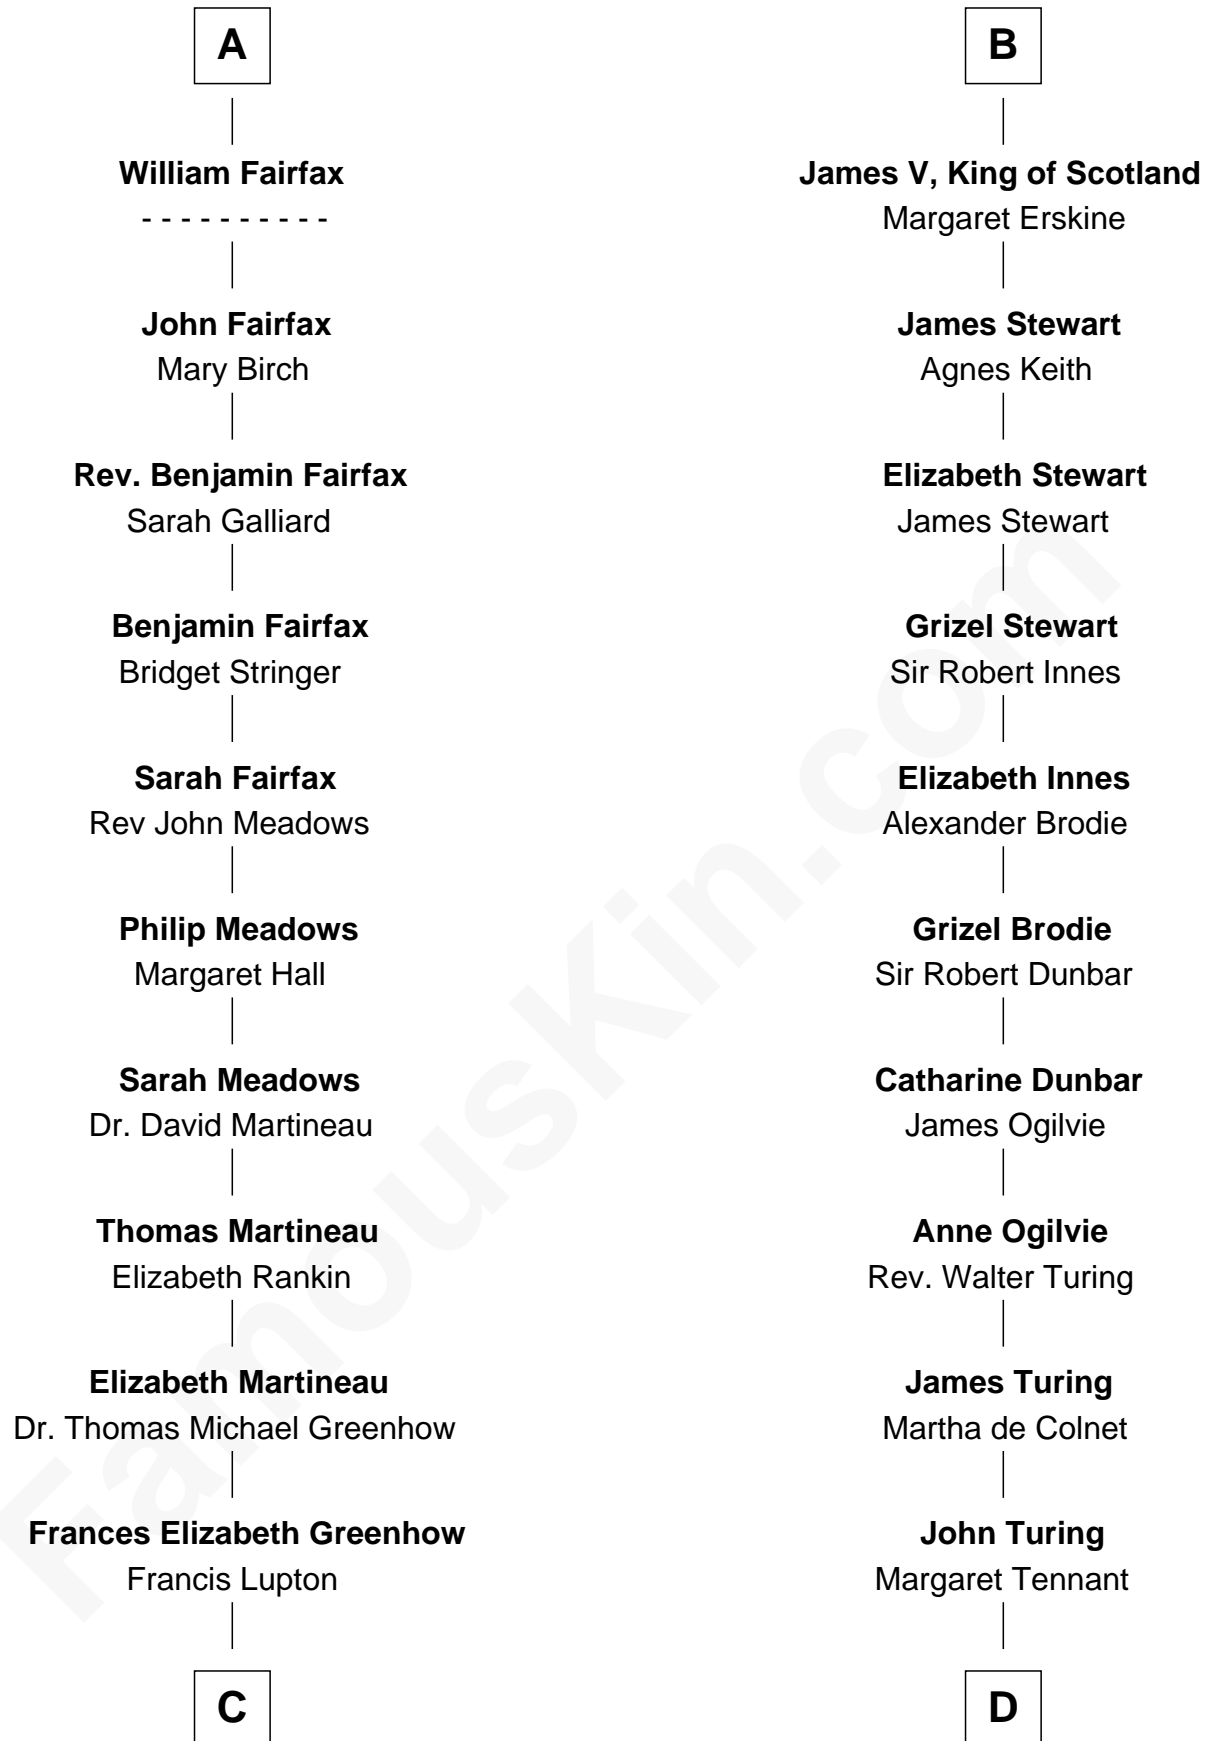 A
William Fairfax
- - - - - - - - - -
John Fairfax
Mary Birch
Rev. Benjamin Fairfax
Sarah Galliard
Benjamin Fairfax
Bridget Stringer
Sarah Fairfax
Rev John Meadows
Philip Meadows
Margaret Hall
Sarah Meadows
Dr. David Martineau
Thomas Martineau
Elizabeth Rankin
Elizabeth Martineau
Dr. Thomas Michael Greenhow
Frances Elizabeth Greenhow
Francis Lupton
C
B
James V, King of Scotland
Margaret Erskine
James Stewart
Agnes Keith
Elizabeth Stewart
James Stewart
Grizel Stewart
Sir Robert Innes
Elizabeth Innes
Alexander Brodie
Grizel Brodie
Sir Robert Dunbar
Catharine Dunbar
James Ogilvie
Anne Ogilvie
Rev. Walter Turing
James Turing
Martha de Colnet
John Turing
Margaret Tennant
D
FamousKin.com